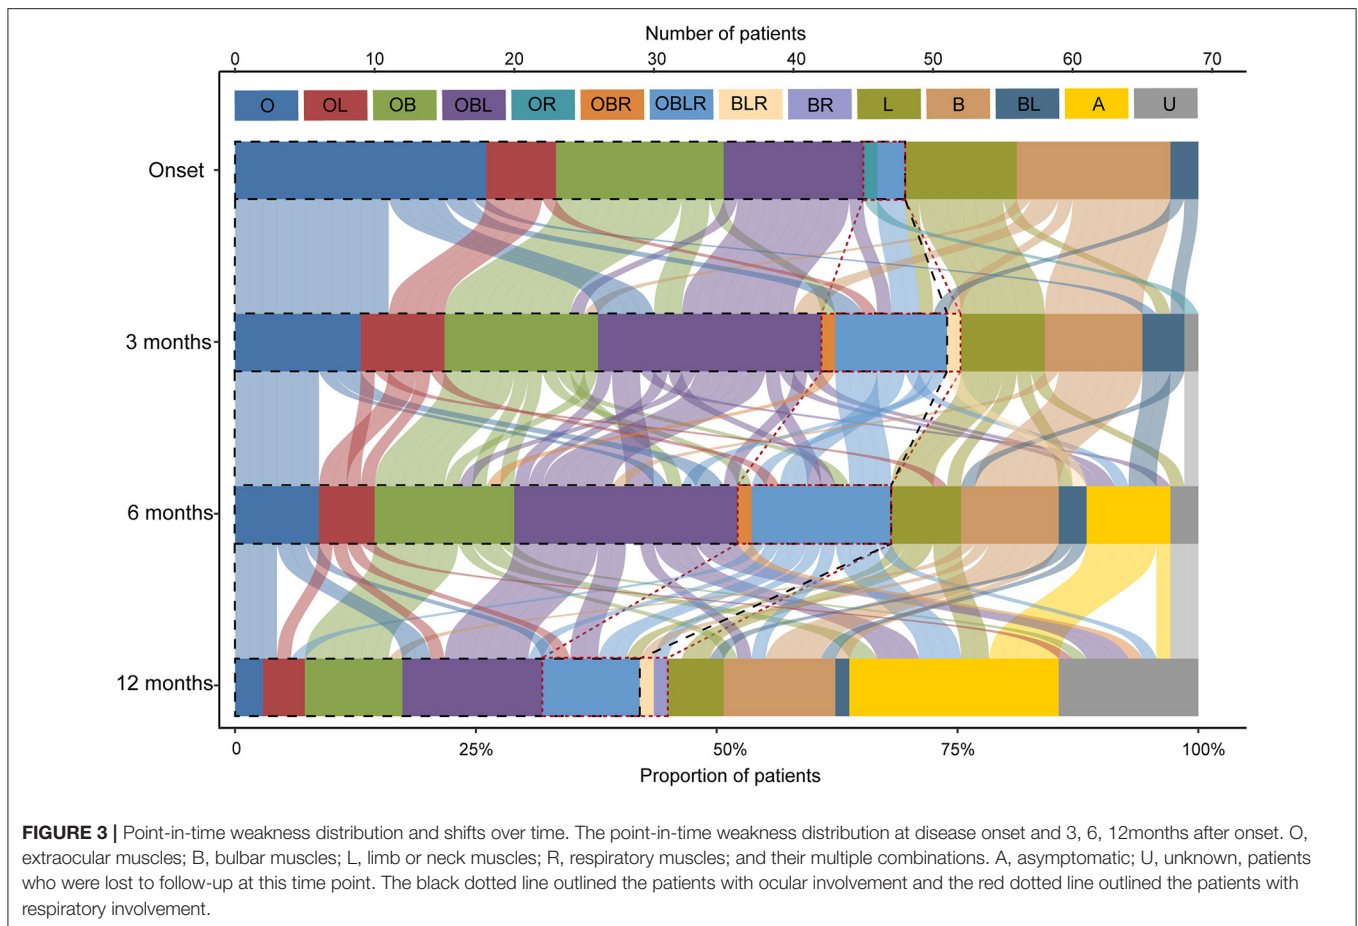 Number of patients
0 10 20 30 40 50 60 70
O OL OB OBL OR OBR OBLR BLR BR L B BL A U
Onset
3 months
6 months
12 months
0 25% 50% 75% 100%
Proportion of patients
FIGURE 3 | Point-in-time weakness distribution and shifts over time. The point-in-time weakness distribution at disease onset and 3, 6, 12months after onset. O,
extraocular muscles; B, bulbar muscles; L, limb or neck muscles; R, respiratory muscles; and their multiple combinations. A, asymptomatic; U, unknown, patients
who were lost to follow-up at this time point. The black dotted line outlined the patients with ocular involvement and the red dotted line outlined the patients with
respiratory involvement.